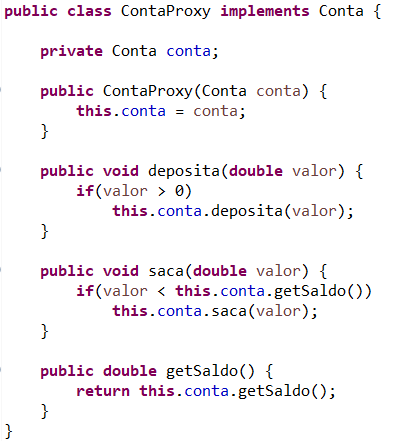 public class ContaProxy implements Conta {
private Conta conta;
public ContaProxy(Conta conta) {
this.conta = conta;
}
public void deposita(double valor) {
if(valor > 0)
this.conta.deposita(valor);
}
public void saca(double valor) {
if(valor < this.conta.getSaldo())
this.conta.saca(valor);
}
public double getSaldo() {
return this.conta.getSaldo();
}
}